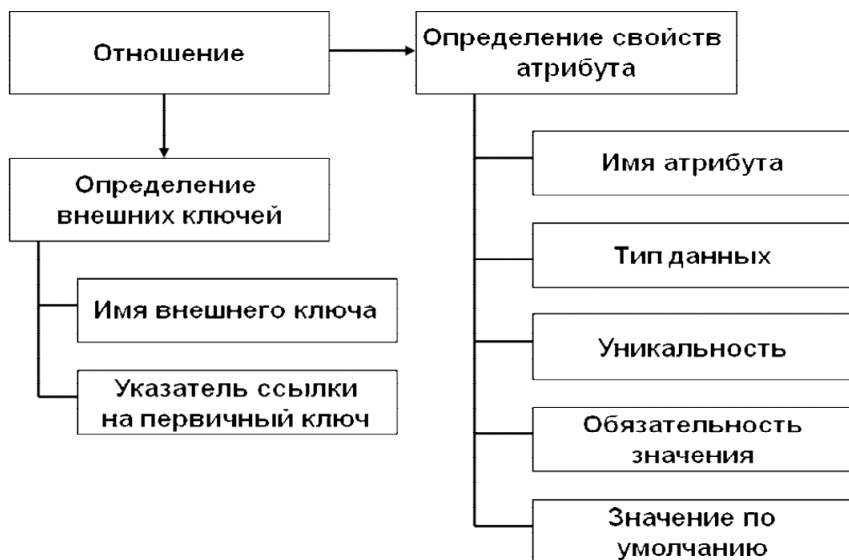 Отношение
Определение свойств
атрибута
Определение
внешних ключей
Имя внешнего ключа
Указатель ссылки
на первичный ключ
Имя атрибута
Тип данных
Уникальность
Обязательность
значения
Значение по
умолчанию